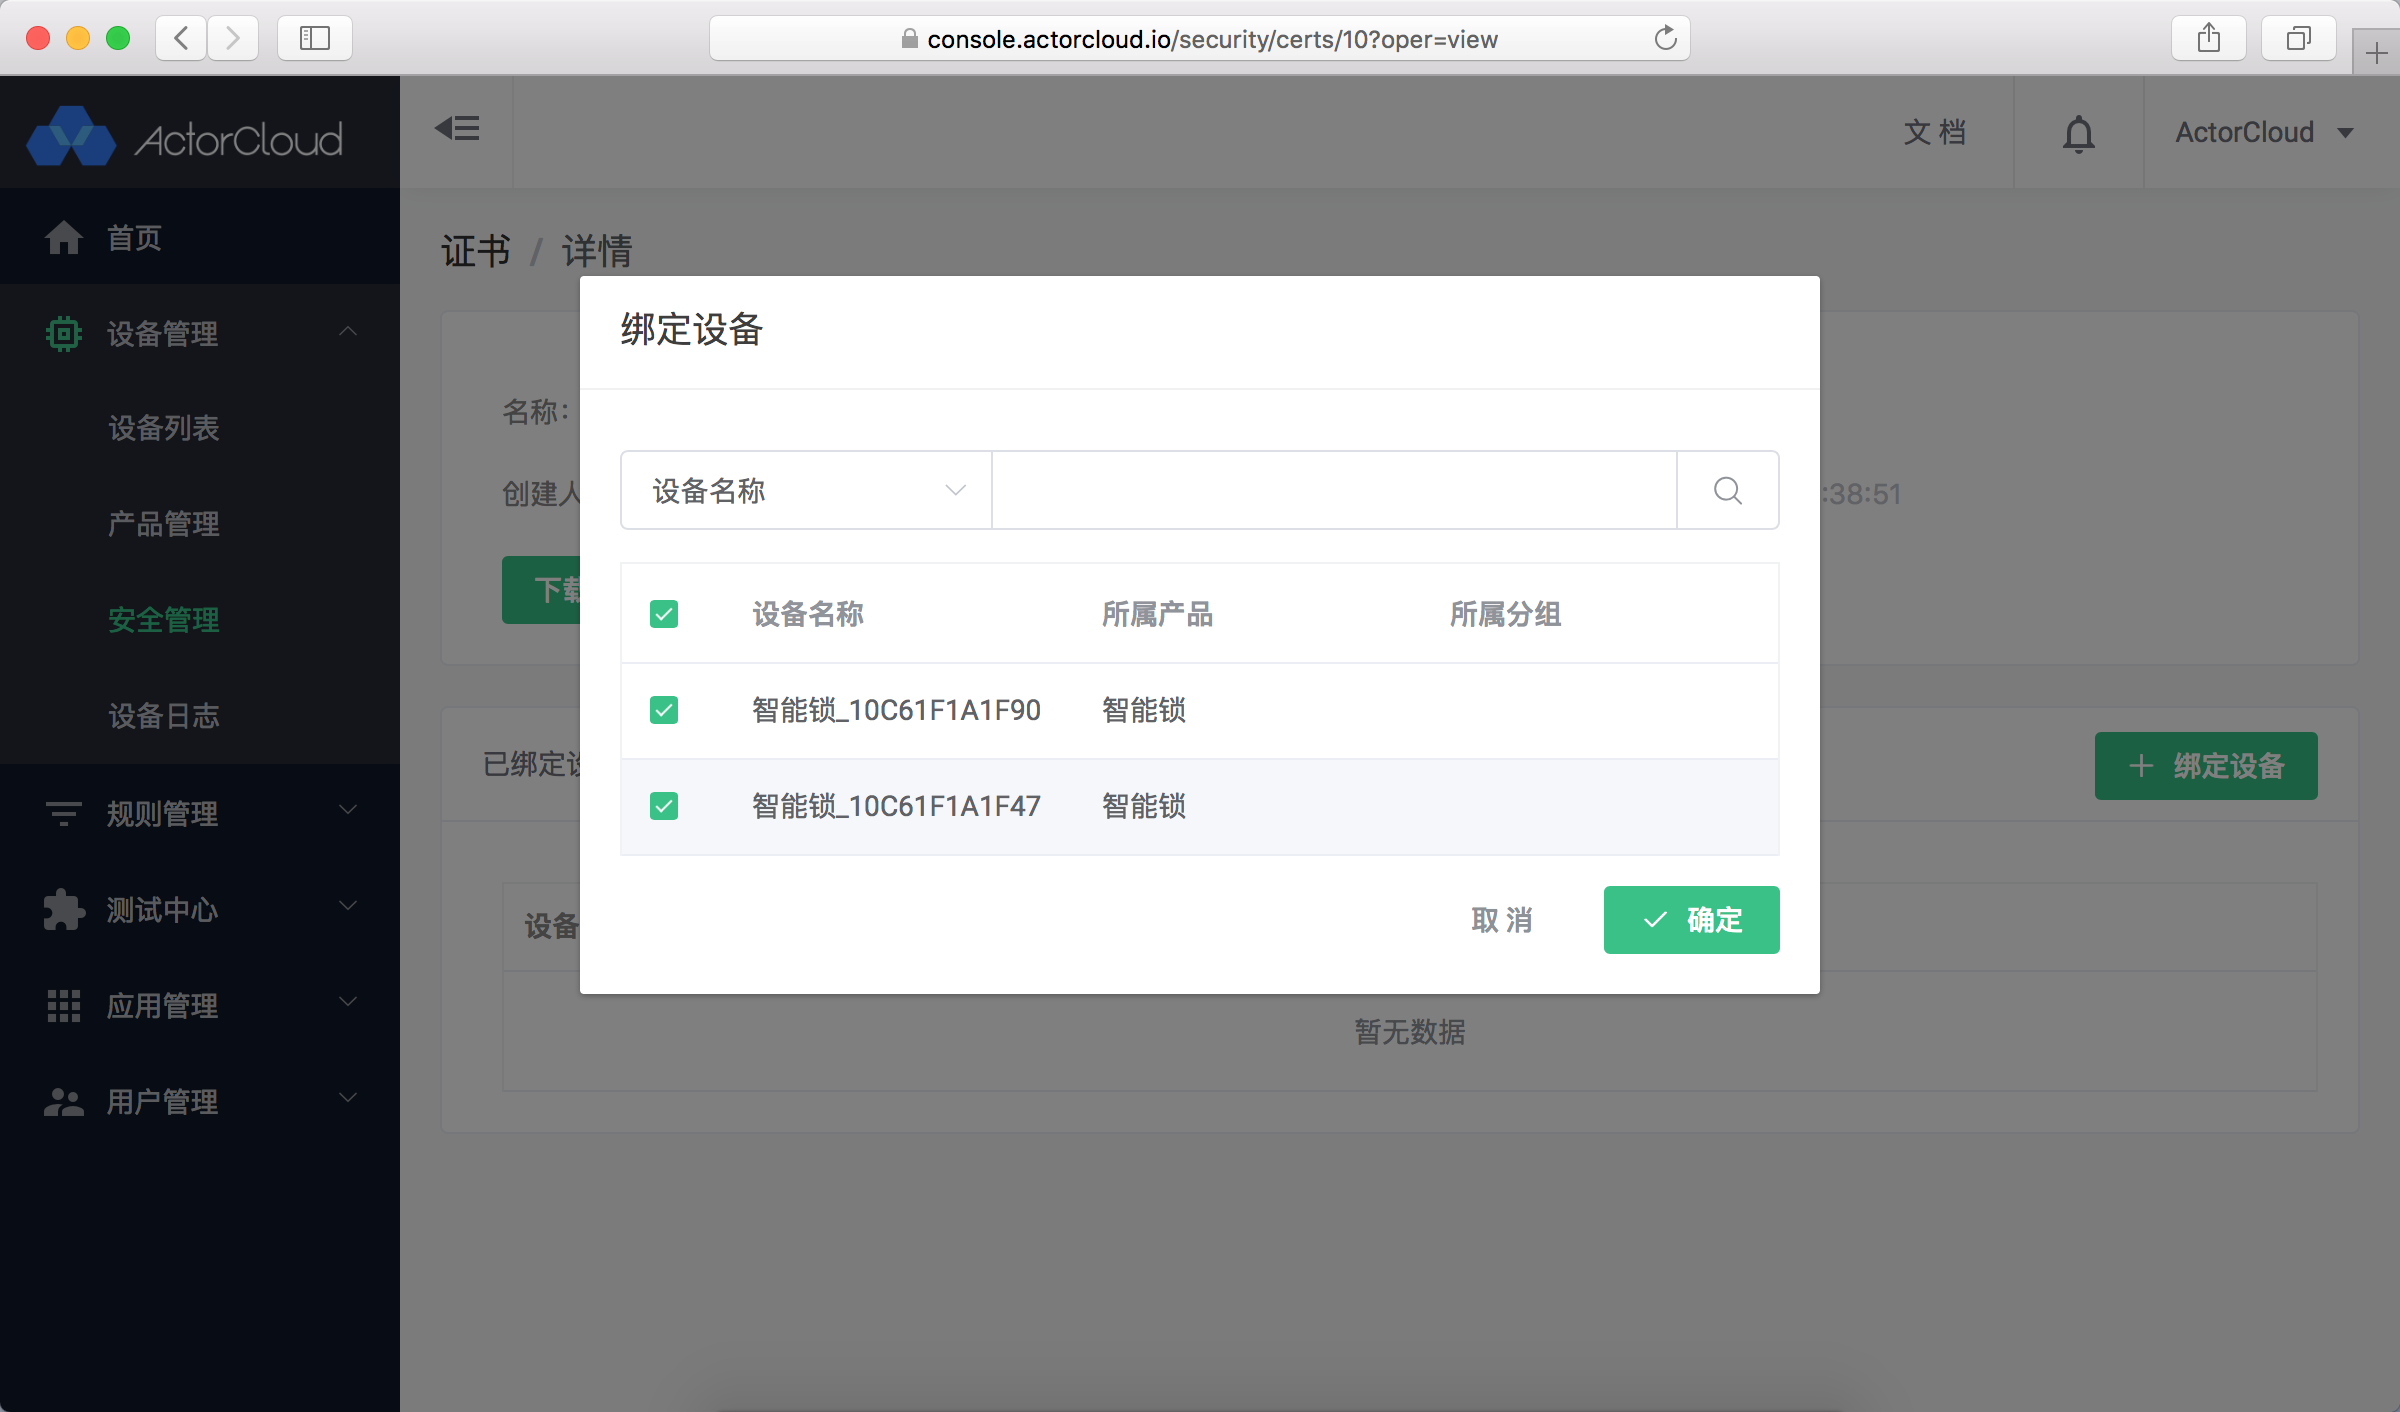 console.actorcloud.io/security/certs/10?oper=view
ActorCloud
文档
ActorCloud
首页
设备管理
设备列表
产品管理
安全管理
设备日志
规则管理
测试中心
应用管理
用户管理
证书 / 详情
名称：
创建人
:38:51
下载
已绑定设
绑定设备
设备
暂无数据
绑定设备
设备名称
设备名称 所属产品 所属分组
智能锁_10C61F1A1F90 智能锁
智能锁_10C61F1A1F47 智能锁
取消 确定